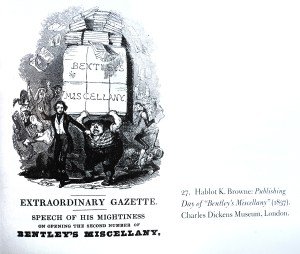 BENTLEY'S
MISCELLANY.
EXTRAORDINARY GAZETTE.
SPEECH OF HIS MIGHTINESS
ON OPENING THE SECOND NUMBER OF
BENTLEY'S MISCELLANY,
27. Hablot K. Browne: Publishing
Day of "Bentley's Miscellany" (1837).
Charles Dickens Museum, London.